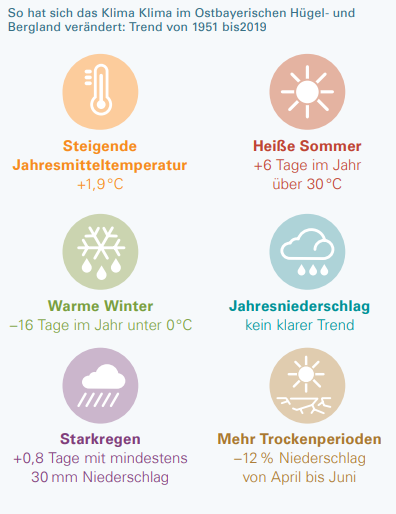 So hat sich das Klima Klima im Ostbayerischen Hügel- und
Bergland verändert: Trend von 1951 bis2019
Steigende
Jahresmitteltemperatur
+1,9 °C
Heiße Sommer
+6 Tage im Jahr
über 30 °C
Warme Winter
–16 Tage im Jahr unter 0 °C
Jahresniederschlag
kein klarer Trend
Starkregen
+0,8 Tage mit mindestens
30 mm Niederschlag
Mehr Trockenperioden
–12 % Niederschlag
von April bis Juni